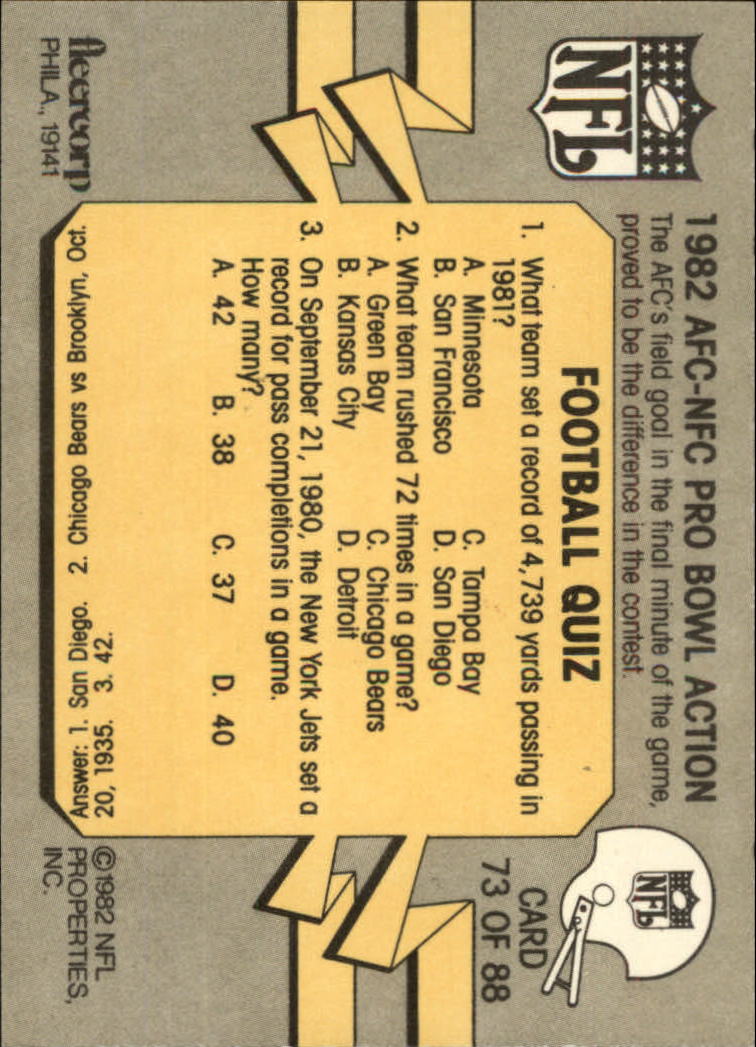 NFL
1982 AFC-NFC PRO BOWL ACTION
The AFC's field goal in the final minute of the game,
proved to be the difference in the contest.
NFL
CARD
73 OF 88
FOOTBALL QUIZ
1. What team set a record of 4,739 yards passing in
1981?
A. Minnesota C. Tampa Bay
B. San Francisco D. San Diego
2. What team rushed 72 times in a game?
A. Green Bay C. Chicago Bears
B. Kansas City D. Detroit
3. On September 21, 1980, the New York Jets set a
record for pass completions in a game.
How many?
A. 42 B. 38 C. 37 D. 40
Answer: 1. San Diego. 2. Chicago Bears vs Brooklyn, Oct.
20, 1935. 3. 42.
fleercorp
PHILA., 19141
©1982 NFL
PROPERTIES,
INC.